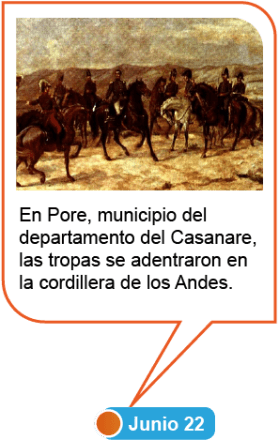 En Pore, municipio del
departamento del Casanare,
las tropas se adentraron en
la cordillera de los Andes.
Junio 22